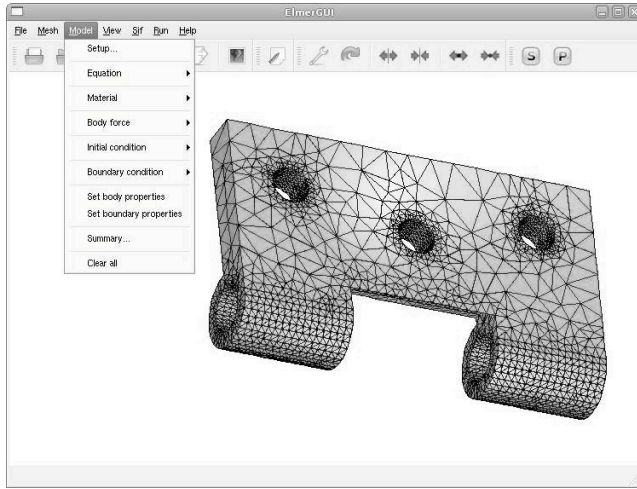 ElmerGUI
File Mesh Model View Sif Run Help
Setup...
Equation
Material
Body force
Initial condition
Boundary condition
Set body properties
Set boundary properties
Summary...
Clear all
S P